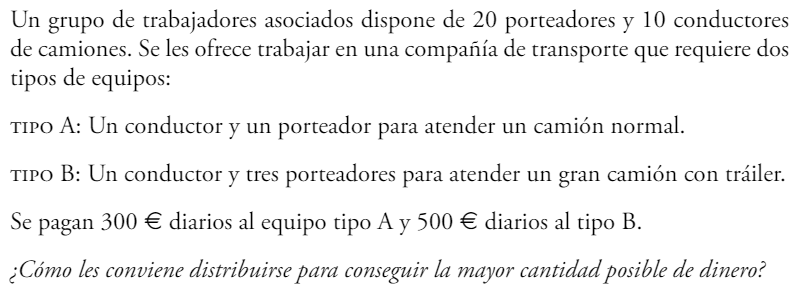 Un grupo de trabajadores asociados dispone de 20 porteadores y 10 conductores
de camiones. Se les ofrece trabajar en una compañía de transporte que requiere dos
tipos de equipos:
TIPO A: Un conductor y un porteador para atender un camión normal.
TIPO B: Un conductor y tres porteadores para atender un gran camión con tráiler.
Se pagan 300 € diarios al equipo tipo A y 500 € diarios al tipo B.
¿Cómo les conviene distribuirse para conseguir la mayor cantidad posible de dinero?